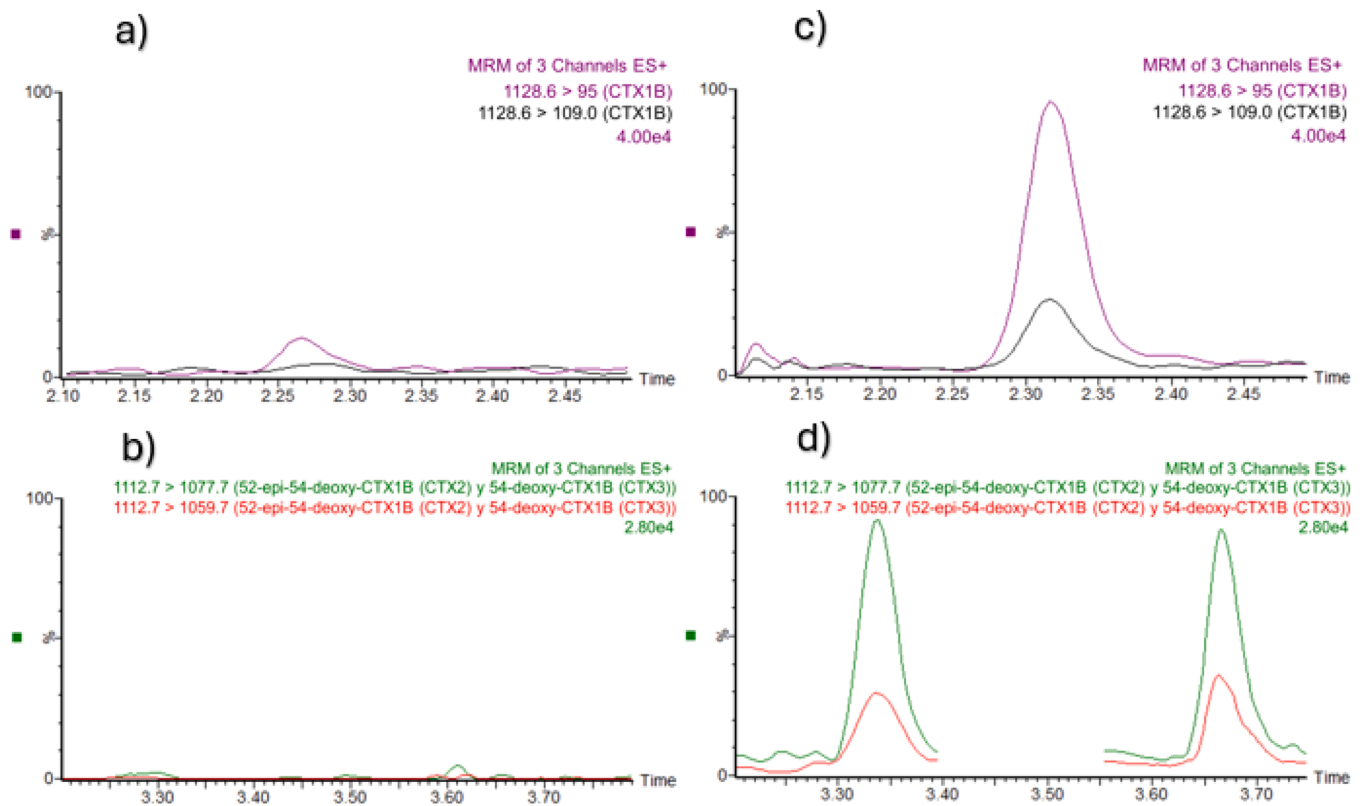 a)
MRM of 3 Channels ES+
1128.6 > 95 (CTX1B)
1128.6 > 109.0 (CTX1B)
4.00e4
100
%
0
2.10 2.15 2.20 2.25 2.30 2.35 2.40 2.45
Time
c)
MRM of 3 Channels ES+
1128.6 > 95 (CTX1B)
1128.6 > 109.0 (CTX1B)
4.00e4
100
%
0
2.15 2.20 2.25 2.30 2.35 2.40 2.45
Time
b)
MRM of 3 Channels ES+
1112.7 > 1077.7 (52-epi-54-deoxy-CTX1B (CTX2) y 54-deoxy-CTX1B (CTX3))
1112.7 > 1059.7 (52-epi-54-deoxy-CTX1B (CTX2) y 54-deoxy-CTX1B (CTX3))
2.80e4
100
%
0
3.30 3.40 3.50 3.60 3.70
Time
d)
MRM of 3 Channels ES+
1112.7 > 1077.7 (52-epi-54-deoxy-CTX1B (CTX2) y 54-deoxy-CTX1B (CTX3))
1112.7 > 1059.7 (52-epi-54-deoxy-CTX1B (CTX2) y 54-deoxy-CTX1B (CTX3))
2.80e4
100
%
0
3.30 3.40 3.50 3.60 3.70
Time